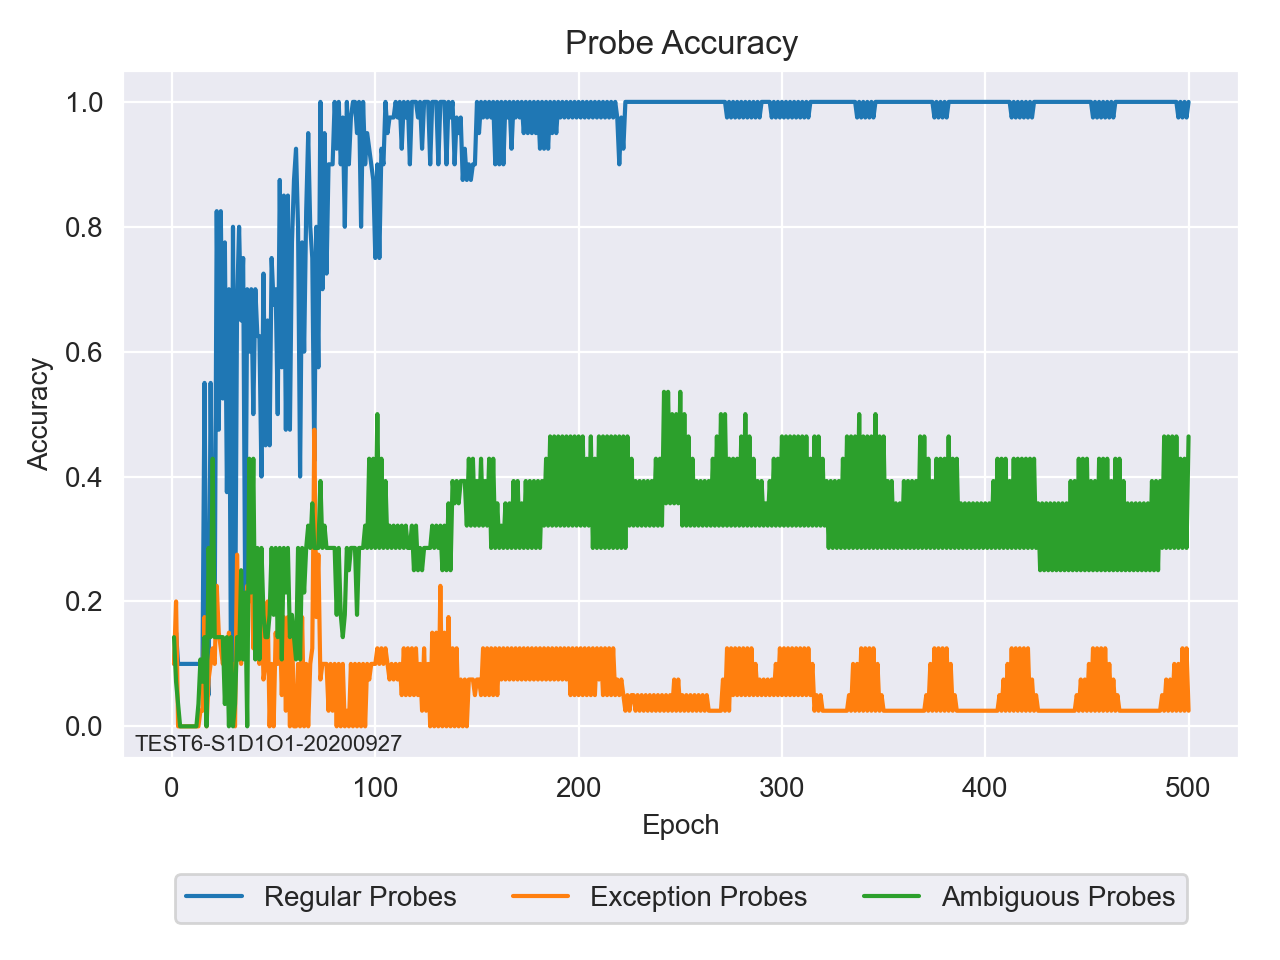 Probe Accuracy
1.0
0.8
0.6
0.4
0.2
0.0
Accuracy
TEST6-S1D1O1-20200927
0 100 200 300 400 500
Epoch
Regular Probes Exception Probes Ambiguous Probes